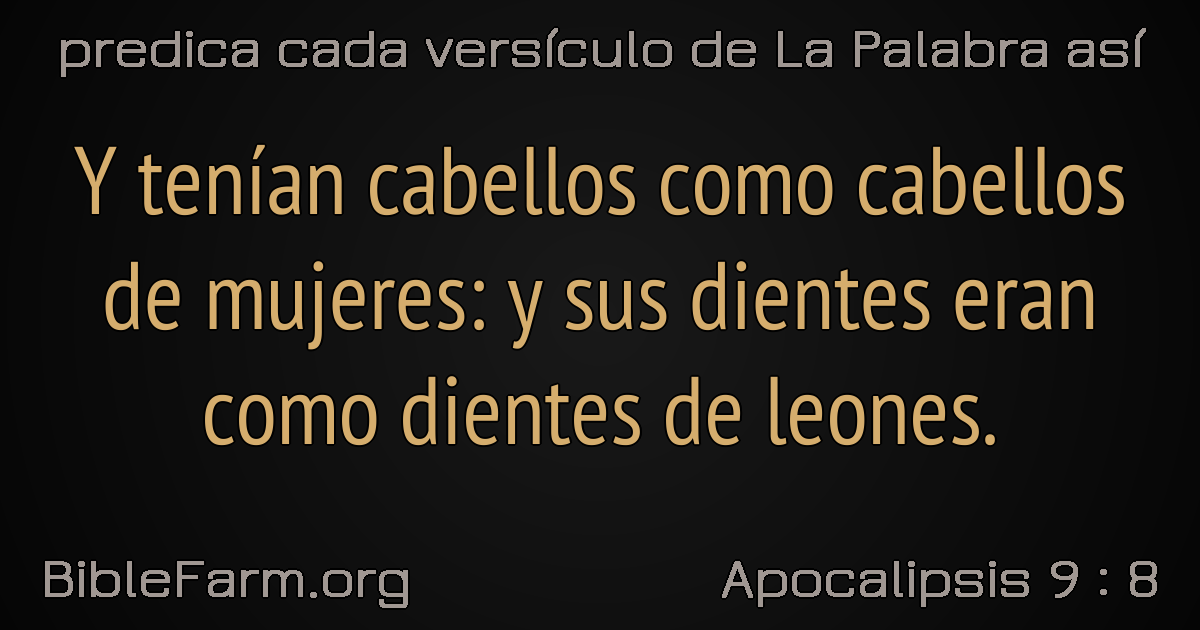 predica cada versículo de La Palabra así
Y tenían cabellos como cabellos
de mujeres: y sus dientes eran
como dientes de leones.
BibleFarm.org
Apocalipsis 9 : 8